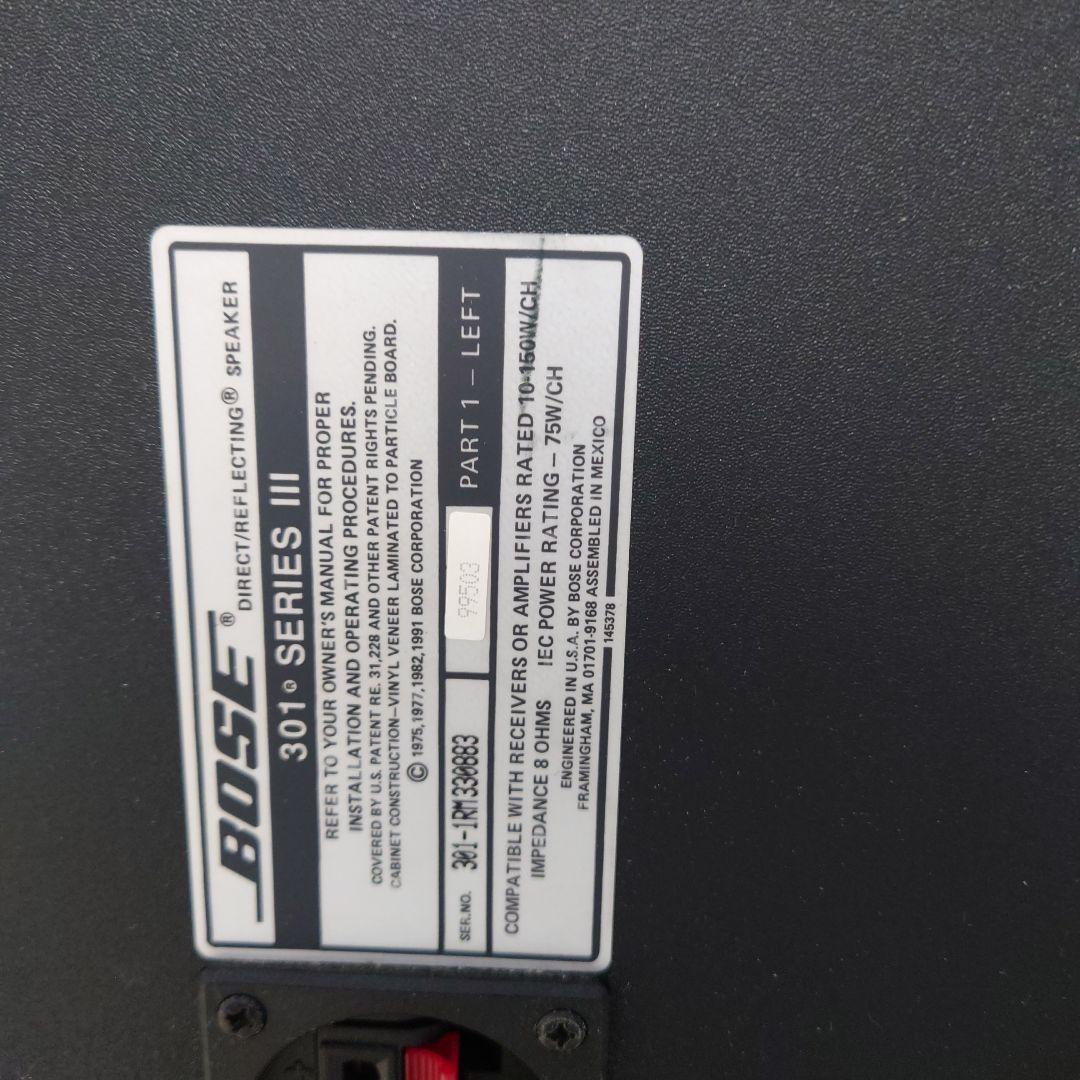 BOSE®
DIRECT/REFLECTING® SPEAKER
301® SERIES III
REFER TO YOUR OWNER'S MANUAL FOR PROPER
INSTALLATION AND OPERATING PROCEDURES.
COVERED BY U.S. PATENT RE. 31,228 AND OTHER PATENT RIGHTS PENDING.
CABINET CONSTRUCTION–VINYL VENEER LAMINATED TO PARTICLE BOARD.
© 1975,1977,1982,1991 BOSE CORPORATION
SER.NO. 301-1RM330883 99503 PART 1 – LEFT
COMPATIBLE WITH RECEIVERS OR AMPLIFIERS RATED 10-150W/CH
IMPEDANCE 8 OHMS IEC POWER RATING – 75W/CH
ENGINEERED IN U.S.A. BY BOSE CORPORATION
FRAMINGHAM, MA 01701-9168 ASSEMBLED IN MEXICO
145378